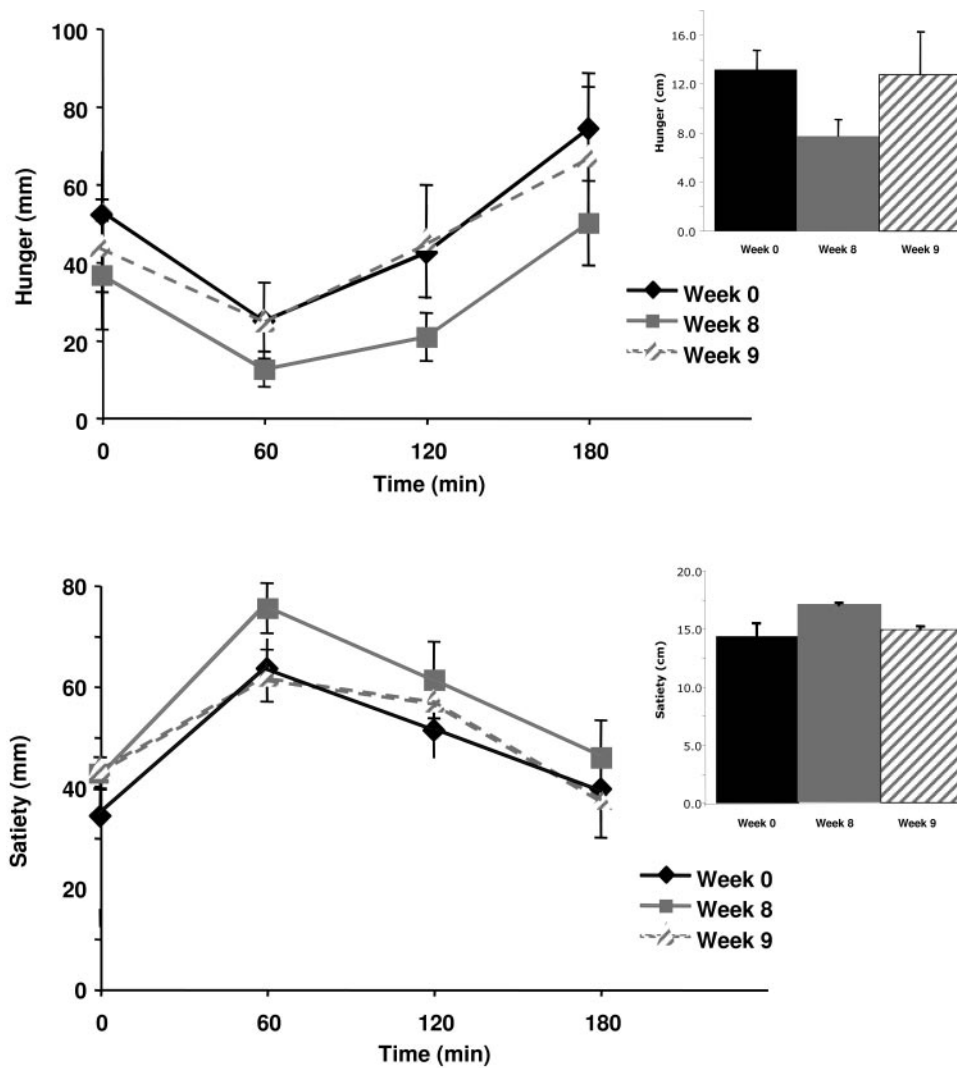 100
80
60
40
20
0
Hunger (mm)
0 60 120 180
Time (min)
16.0
12.0
8.0
4.0
0.0
Hunger (cm)
Week 0 Week 8 Week 9
Week 0
Week 8
Week 9
80
60
40
20
0
Satiety (mm)
0 60 120 180
Time (min)
20.0
15.0
10.0
5.0
0.0
Satiety (cm)
Week 0 Week 8 Week 9
Week 0
Week 8
Week 9